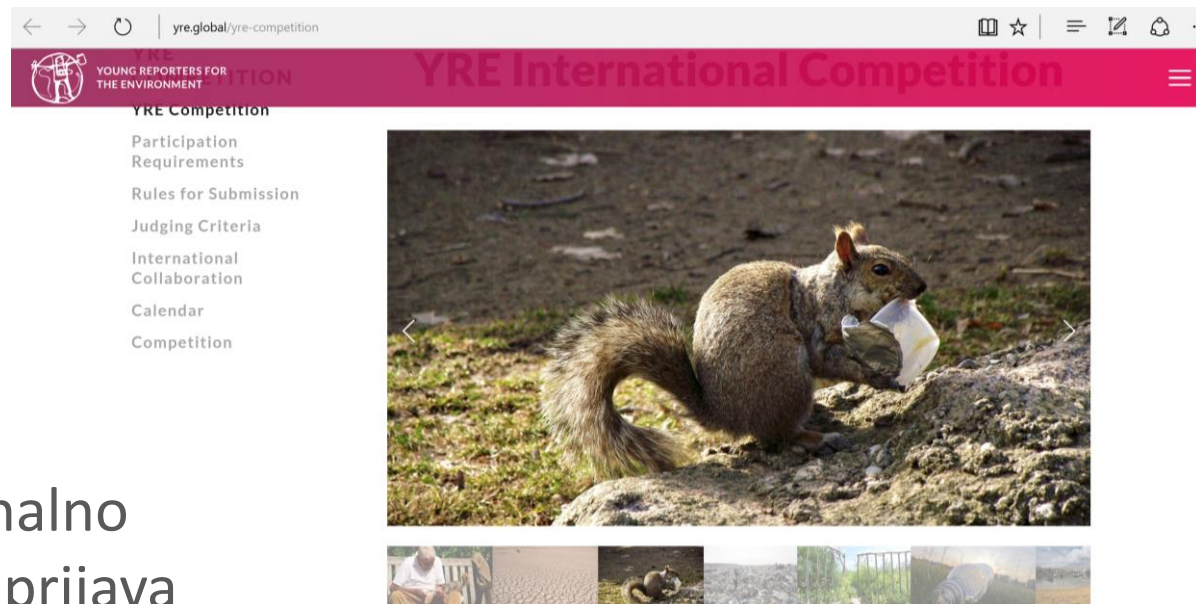 yre.global/yre-competition
YOUNG REPORTERS FOR
THE ENVIRONMENT
YRE International Competition
YRE
YRE Competition
Participation
Requirements
Rules for Submission
Judging Criteria
International
Collaboration
Calendar
Competition
nalno
prijava